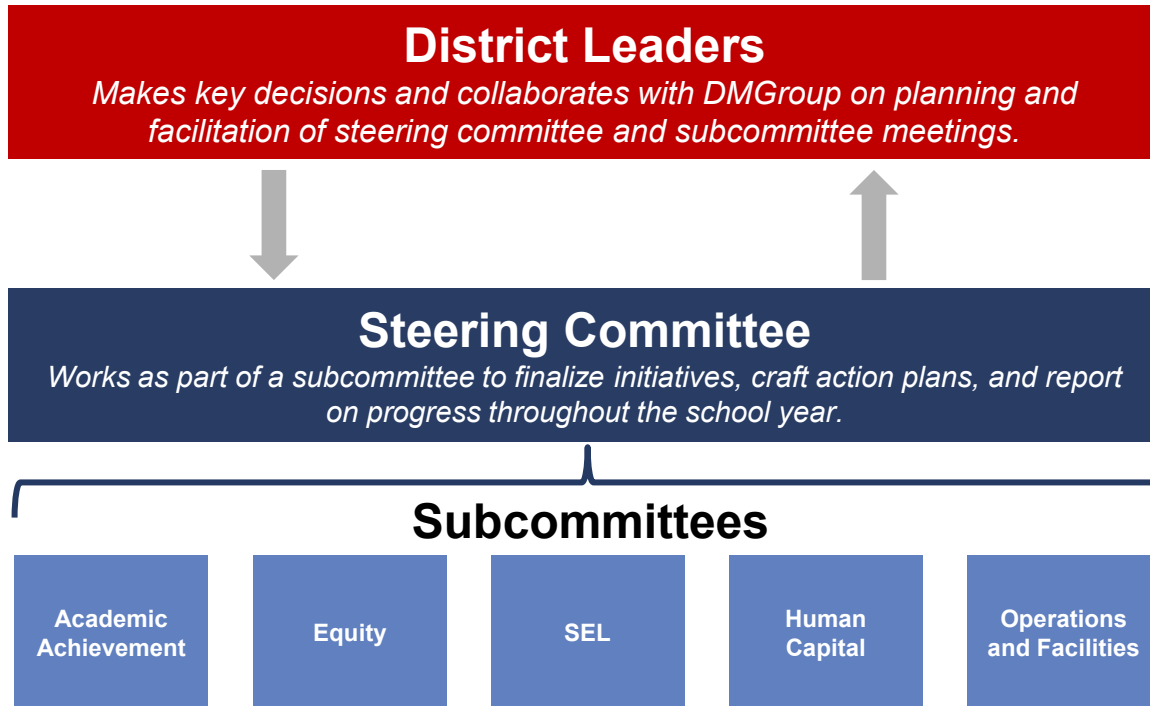 District Leaders
Makes key decisions and collaborates with DMGroup on planning and
facilitation of steering committee and subcommittee meetings.
Steering Committee
Works as part of a subcommittee to finalize initiatives, craft action plans, and report
on progress throughout the school year.
Subcommittees
Academic
Achievement
Equity
SEL
Human
Capital
Operations
and Facilities